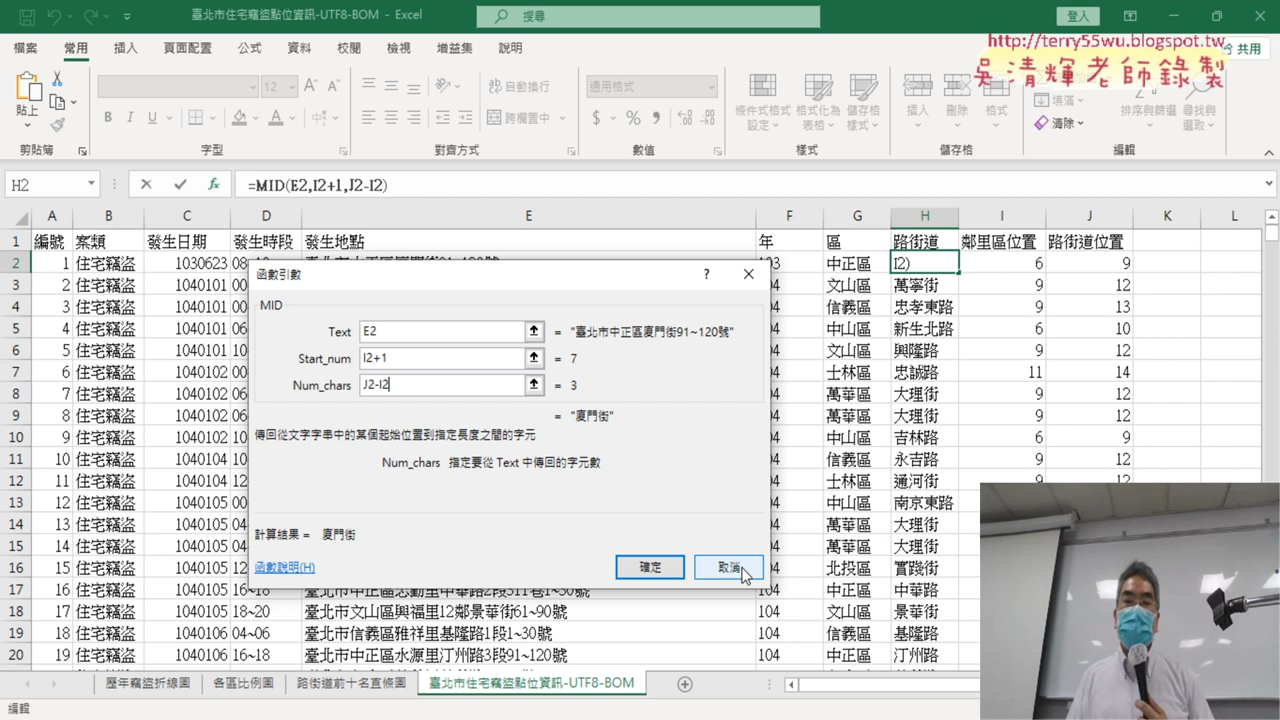 臺北市住宅竊盜點位資訊-UTF8-BOM - Excel
搜尋
登入
http://terry55wu.blogspot.tw
吳清輝老師錄製
檔案 常用 插入 頁面配置 公式 資料 校閱 檢視 增益集 說明
共用
貼上
12
自動換行
跨欄置中
通用格式
條件式格式設定
格式化為表格
儲存格樣式
插入 刪除 格式
填滿
清除
排序與篩選
尋找與選取
剪貼簿 字型 對齊方式 數值 樣式 儲存格 編輯
H2
=MID(E2,I2+1,J2-I2)
A B C D E F G H I J K L
1 編號 案類 發生日期 發生時段 發生地點 年 區 路街道 鄰里區位置 路街道位置
2 1 住宅竊盜 1030623 中正區 I2) 6 9
3 2 住宅竊盜 1040101 文山區 萬寧街 9 12
4 3 住宅竊盜 1040101 信義區 忠孝東路 9 13
5 4 住宅竊盜 1040101 中山區 新生北路 6 10
6 5 住宅竊盜 1040101 文山區 興隆路 9 12
7 6 住宅竊盜 1040102 士林區 忠誠路 11 14
8 7 住宅竊盜 1040102 萬華區 大理街 9 12
9 8 住宅竊盜 1040102 萬華區 大理街 9 12
10 9 住宅竊盜 1040102 中山區 吉林路 6 9
11 10 住宅竊盜 1040104 信義區 永吉路 9 12
12 11 住宅竊盜 1040104 士林區 通河街
13 12 住宅竊盜 1040105 中山區 南京東路
14 13 住宅竊盜 1040105 萬華區 大理街
15 14 住宅竊盜 1040105 萬華區 大理街
16 15 住宅竊盜 1040105 北投區 實踐街
17 16 住宅竊盜 1040105 16~18 臺北市中正區忠勤里中華路2段311巷1~30號 104 中正區 中華路
18 17 住宅竊盜 1040105 18~20 臺北市文山區興福里12鄰景華街61~90號 104 文山區 景華街
19 18 住宅竊盜 1040106 04~06 臺北市信義區雅祥里基隆路1段1~30號 104 信義區 基隆路
20 19 住宅竊盜 1040106 16~18 臺北市中正區水源里汀州路3段91~120號 104 中正區 汀州路
函數引數
?
MID
Text E2 = "臺北市中正區廈門街91~120號"
Start_num I2+1 = 7
Num_chars J2-I2 = 3
= "廈門街"
傳回從文字字串中的某個起始位置到指定長度之間的字元
Num_chars 指定要從 Text 中傳回的字元數
計算結果 = 廈門街
函數說明(H)
確定 取消
歷年竊盜折線圖 各區比例圖 路街道前十名直條圖 臺北市住宅竊盜點位資訊-UTF8-BOM
編輯